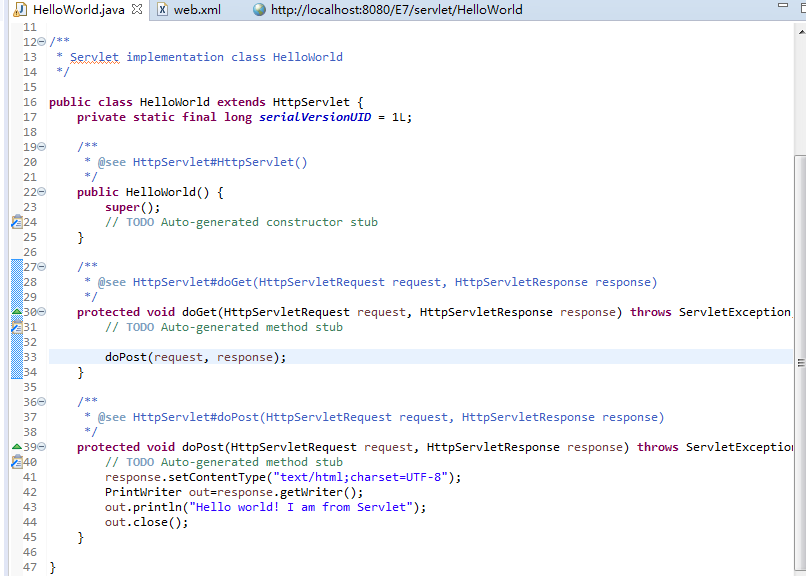 HelloWorld.java web.xml http://localhost:8080/E7/servlet/HelloWorld
11
12 /**
13 * Servlet implementation class HelloWorld
14 */
15
16 public class HelloWorld extends HttpServlet {
17 private static final long serialVersionUID = 1L;
18
19 /**
20 * @see HttpServlet#HttpServlet()
21 */
22 public HelloWorld() {
23 super();
24 // TODO Auto-generated constructor stub
25 }
26
27 /**
28 * @see HttpServlet#doGet(HttpServletRequest request, HttpServletResponse response)
29 */
30 protected void doGet(HttpServletRequest request, HttpServletResponse response) throws ServletException,
31 // TODO Auto-generated method stub
32
33 doPost(request, response);
34 }
35
36 /**
37 * @see HttpServlet#doPost(HttpServletRequest request, HttpServletResponse response)
38 */
39 protected void doPost(HttpServletRequest request, HttpServletResponse response) throws ServletException
40 // TODO Auto-generated method stub
41 response.setContentType("text/html;charset=UTF-8");
42 PrintWriter out=response.getWriter();
43 out.println("Hello world! I am from Servlet");
44 out.close();
45 }
46
47 }